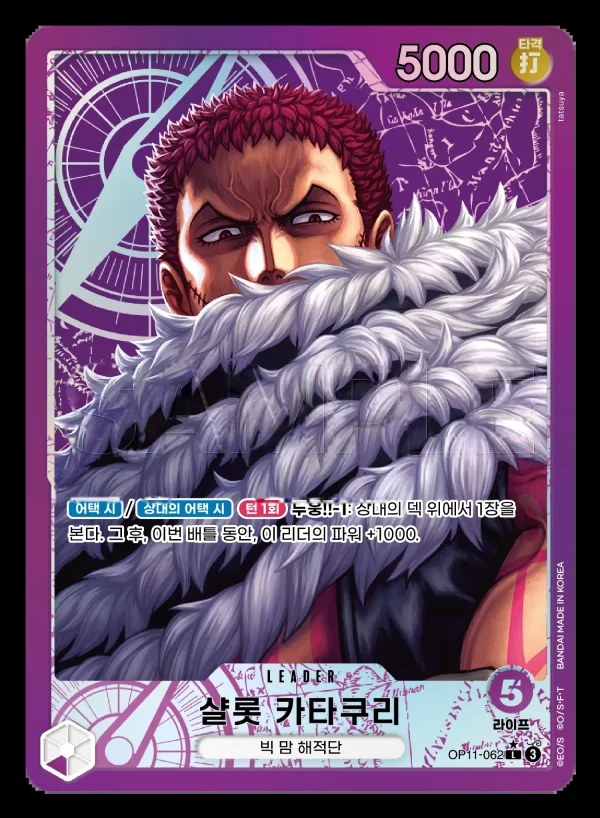 5000
타격
打
tatsuya
SAMPLE
어택 시 / 상대의 어택 시 턴 1회 두웅!!-1: 상대의 덱 위에서 1장을
본다. 그 후, 이번 배틀 동안, 이 리더의 파워 +1000.
LEADER
샬롯 카타쿠리
빅 맘 해적단
5
라이프
OP11-062 L 3
©E.O/S ©O/S·F·T BANDAI MADE IN KOREA